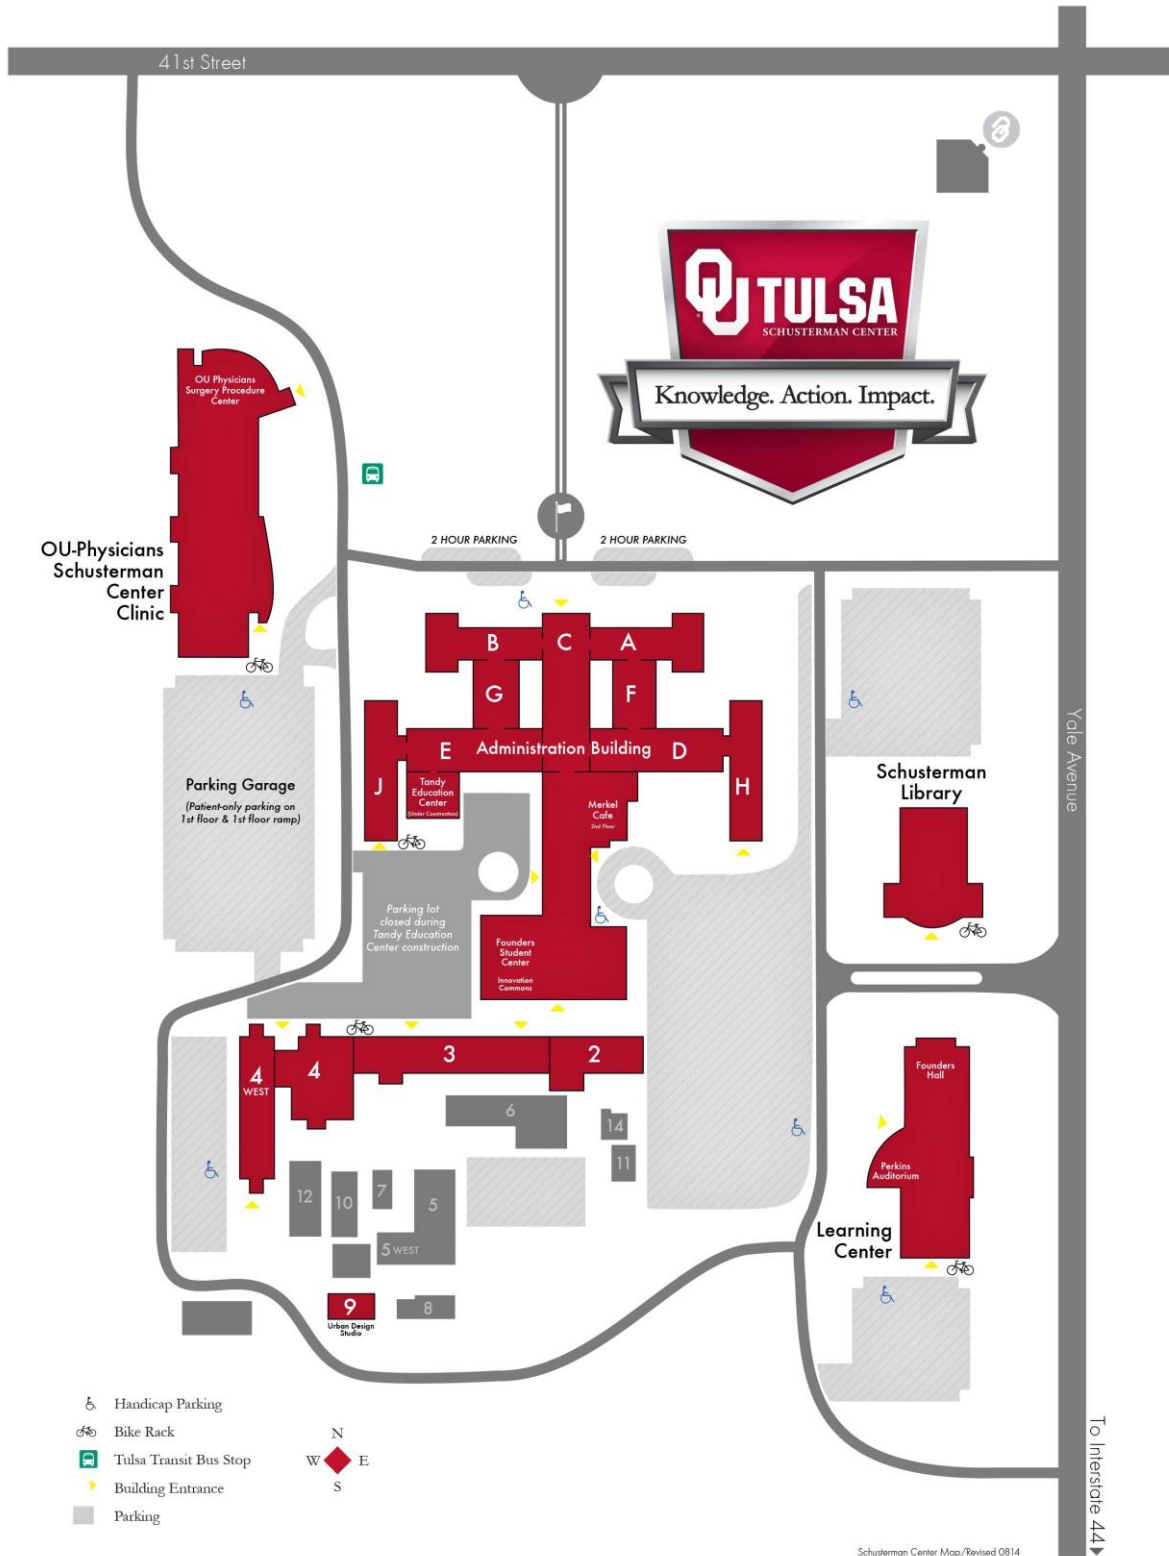 41st Street
OU TULSA
SCHUSTERMAN CENTER
Knowledge. Action. Impact.
OU Physicians
Surgery Procedure
Center
OU-Physicians
Schusterman
Center
Clinic
2 HOUR PARKING
2 HOUR PARKING
B
C
A
G
F
E
Administration Building
D
J
H
Tandy
Education
Center
(Under Construction)
Merkel
Cafe
2nd Floor
Parking Garage
(Patient-only parking on
1st floor & 1st floor ramp)
Schusterman
Library
Yale Avenue
Parking lot
closed during
Tandy Education
Center construction
Founders
Student
Center
Innovation
Commons
4
WEST
4
3
2
6
14
11
12
10
7
5
5 WEST
9
Urban Design
Studio
8
Founders
Hall
Perkins
Auditorium
Learning
Center
Handicap Parking
Bike Rack
Tulsa Transit Bus Stop
Building Entrance
Parking
N
W
E
S
To Interstate 44
Schusterman Center Map/Revised 0814